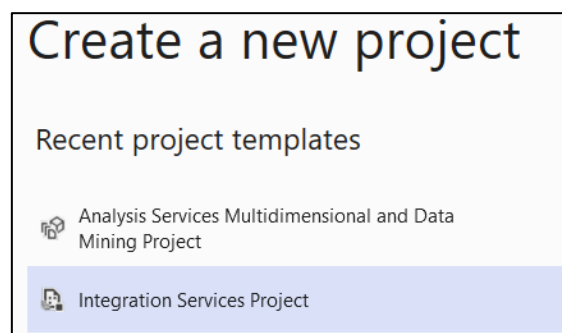 Create a new project
Recent project templates
Analysis Services Multidimensional and Data
Mining Project
Integration Services Project